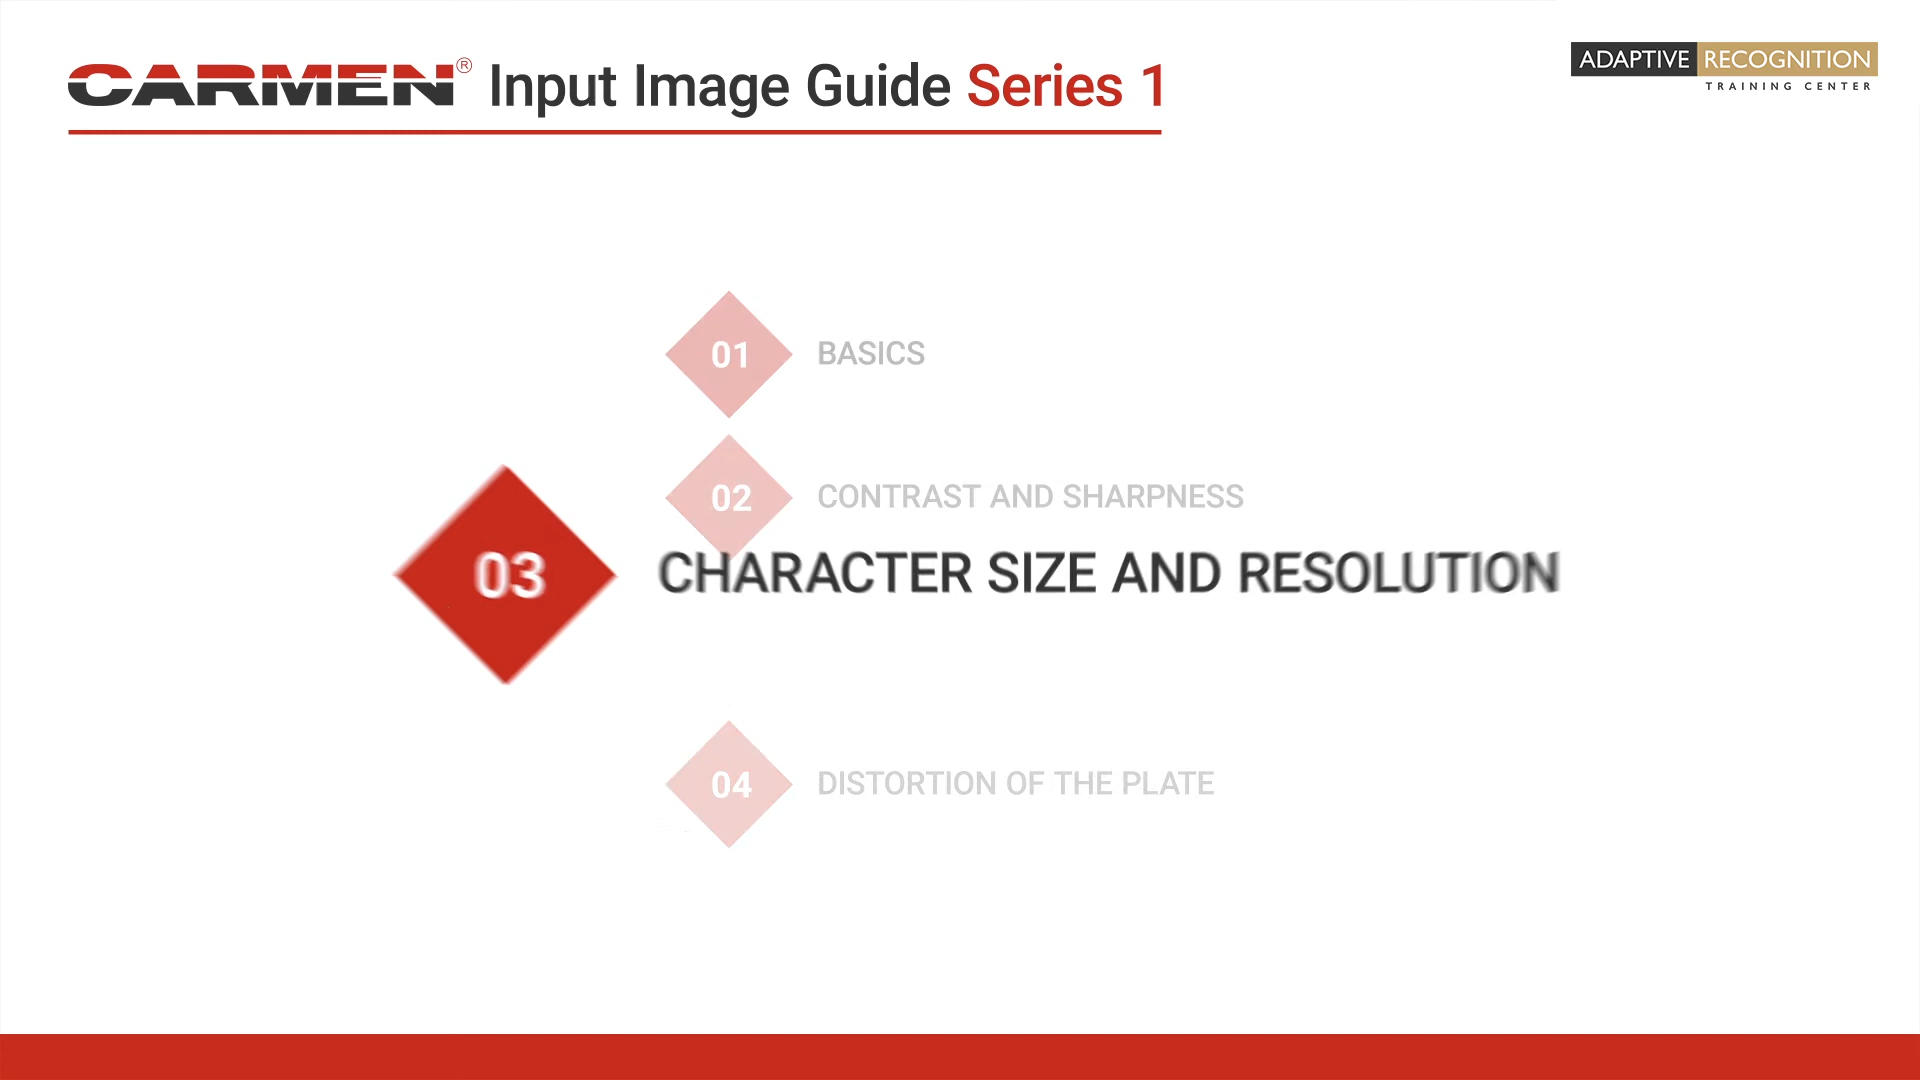 CARMEN® Input Image Guide Series 1
ADAPTIVE RECOGNITION
TRAINING CENTER
01 BASICS
02 CONTRAST AND SHARPNESS
03 CHARACTER SIZE AND RESOLUTION
04 DISTORTION OF THE PLATE